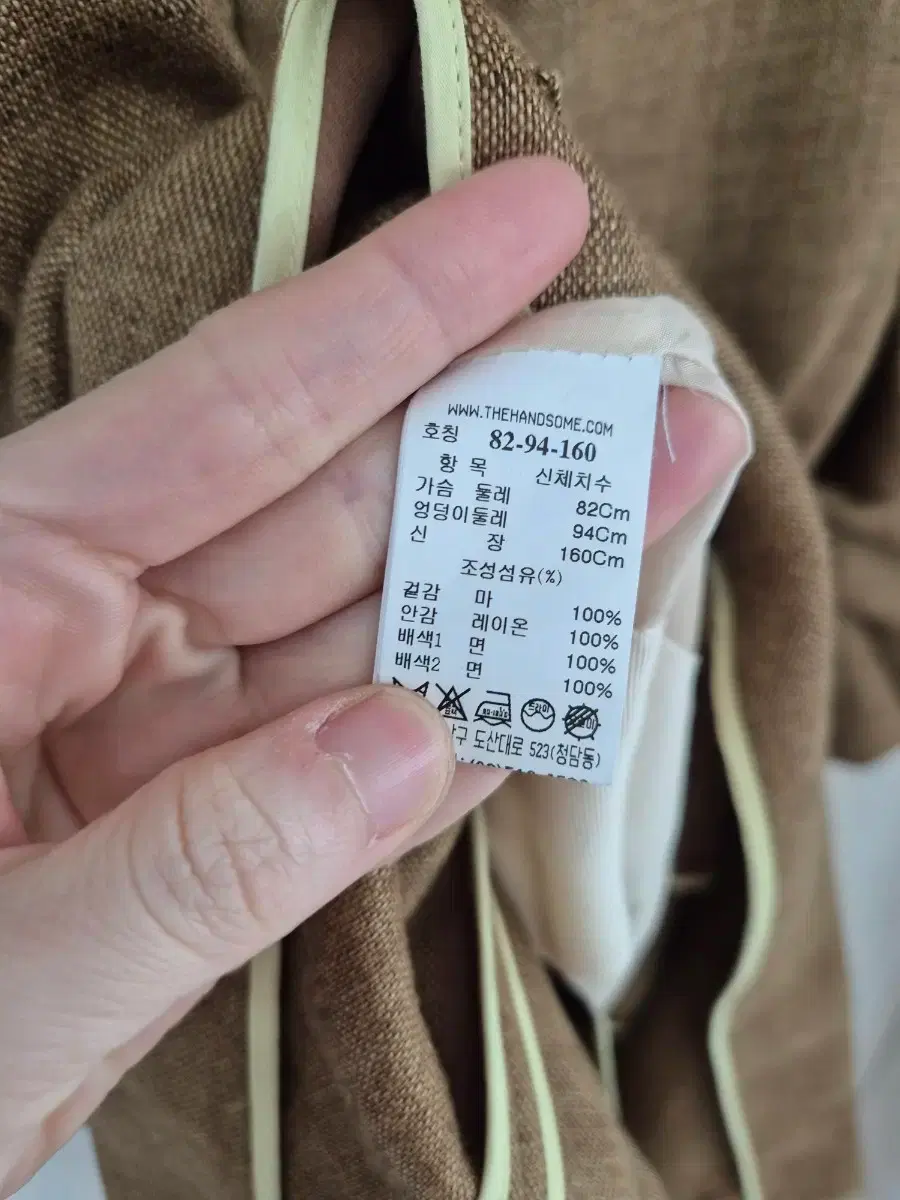 WWW.THEHANDSOME.COM
호칭 82-94-160
항 목 신체치수
가슴 둘레 82Cm
엉덩이둘레 94Cm
신 장 160Cm
조성섬유(%)
겉감 마 100%
안감 레이온 100%
배색1 면 100%
배색2 면 100%
드라이
도산대로 523(청담동)